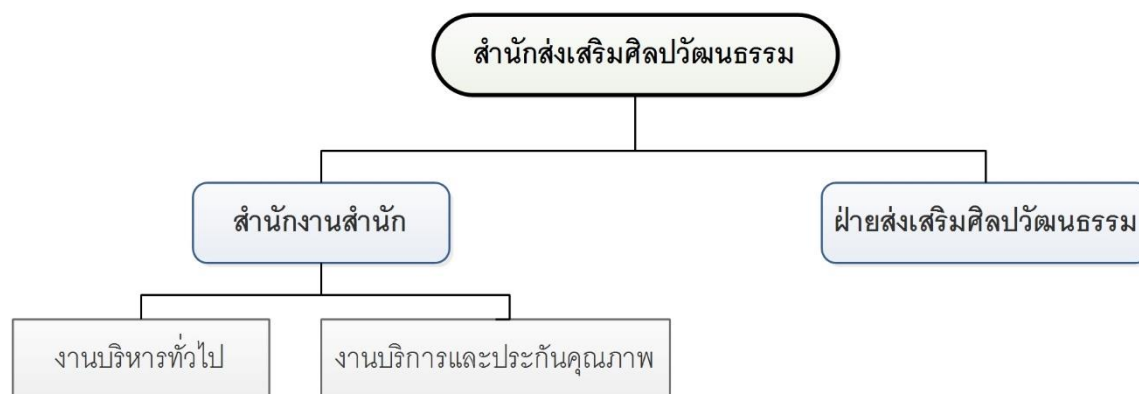 สำนักส่งเสริมศิลปวัฒนธรรม
สำนักงานสำนัก
ฝ่ายส่งเสริมศิลปวัฒนธรรม
งานบริหารทั่วไป
งานบริการและประกันคุณภาพ